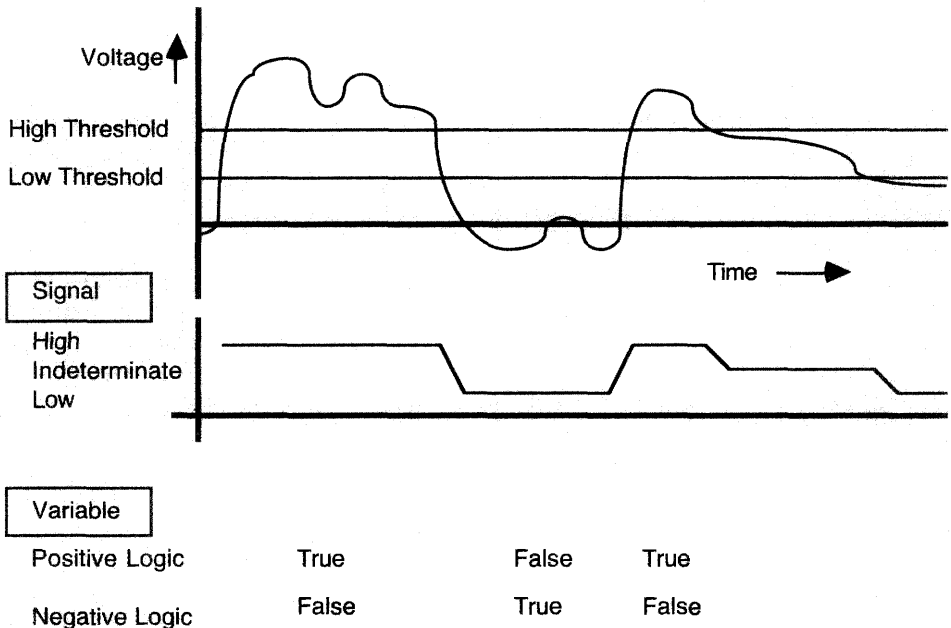 Voltage
High Threshold
Low Threshold
Time
Signal
High
Indeterminate
Low
Variable
Positive Logic True False True
Negative Logic False True False